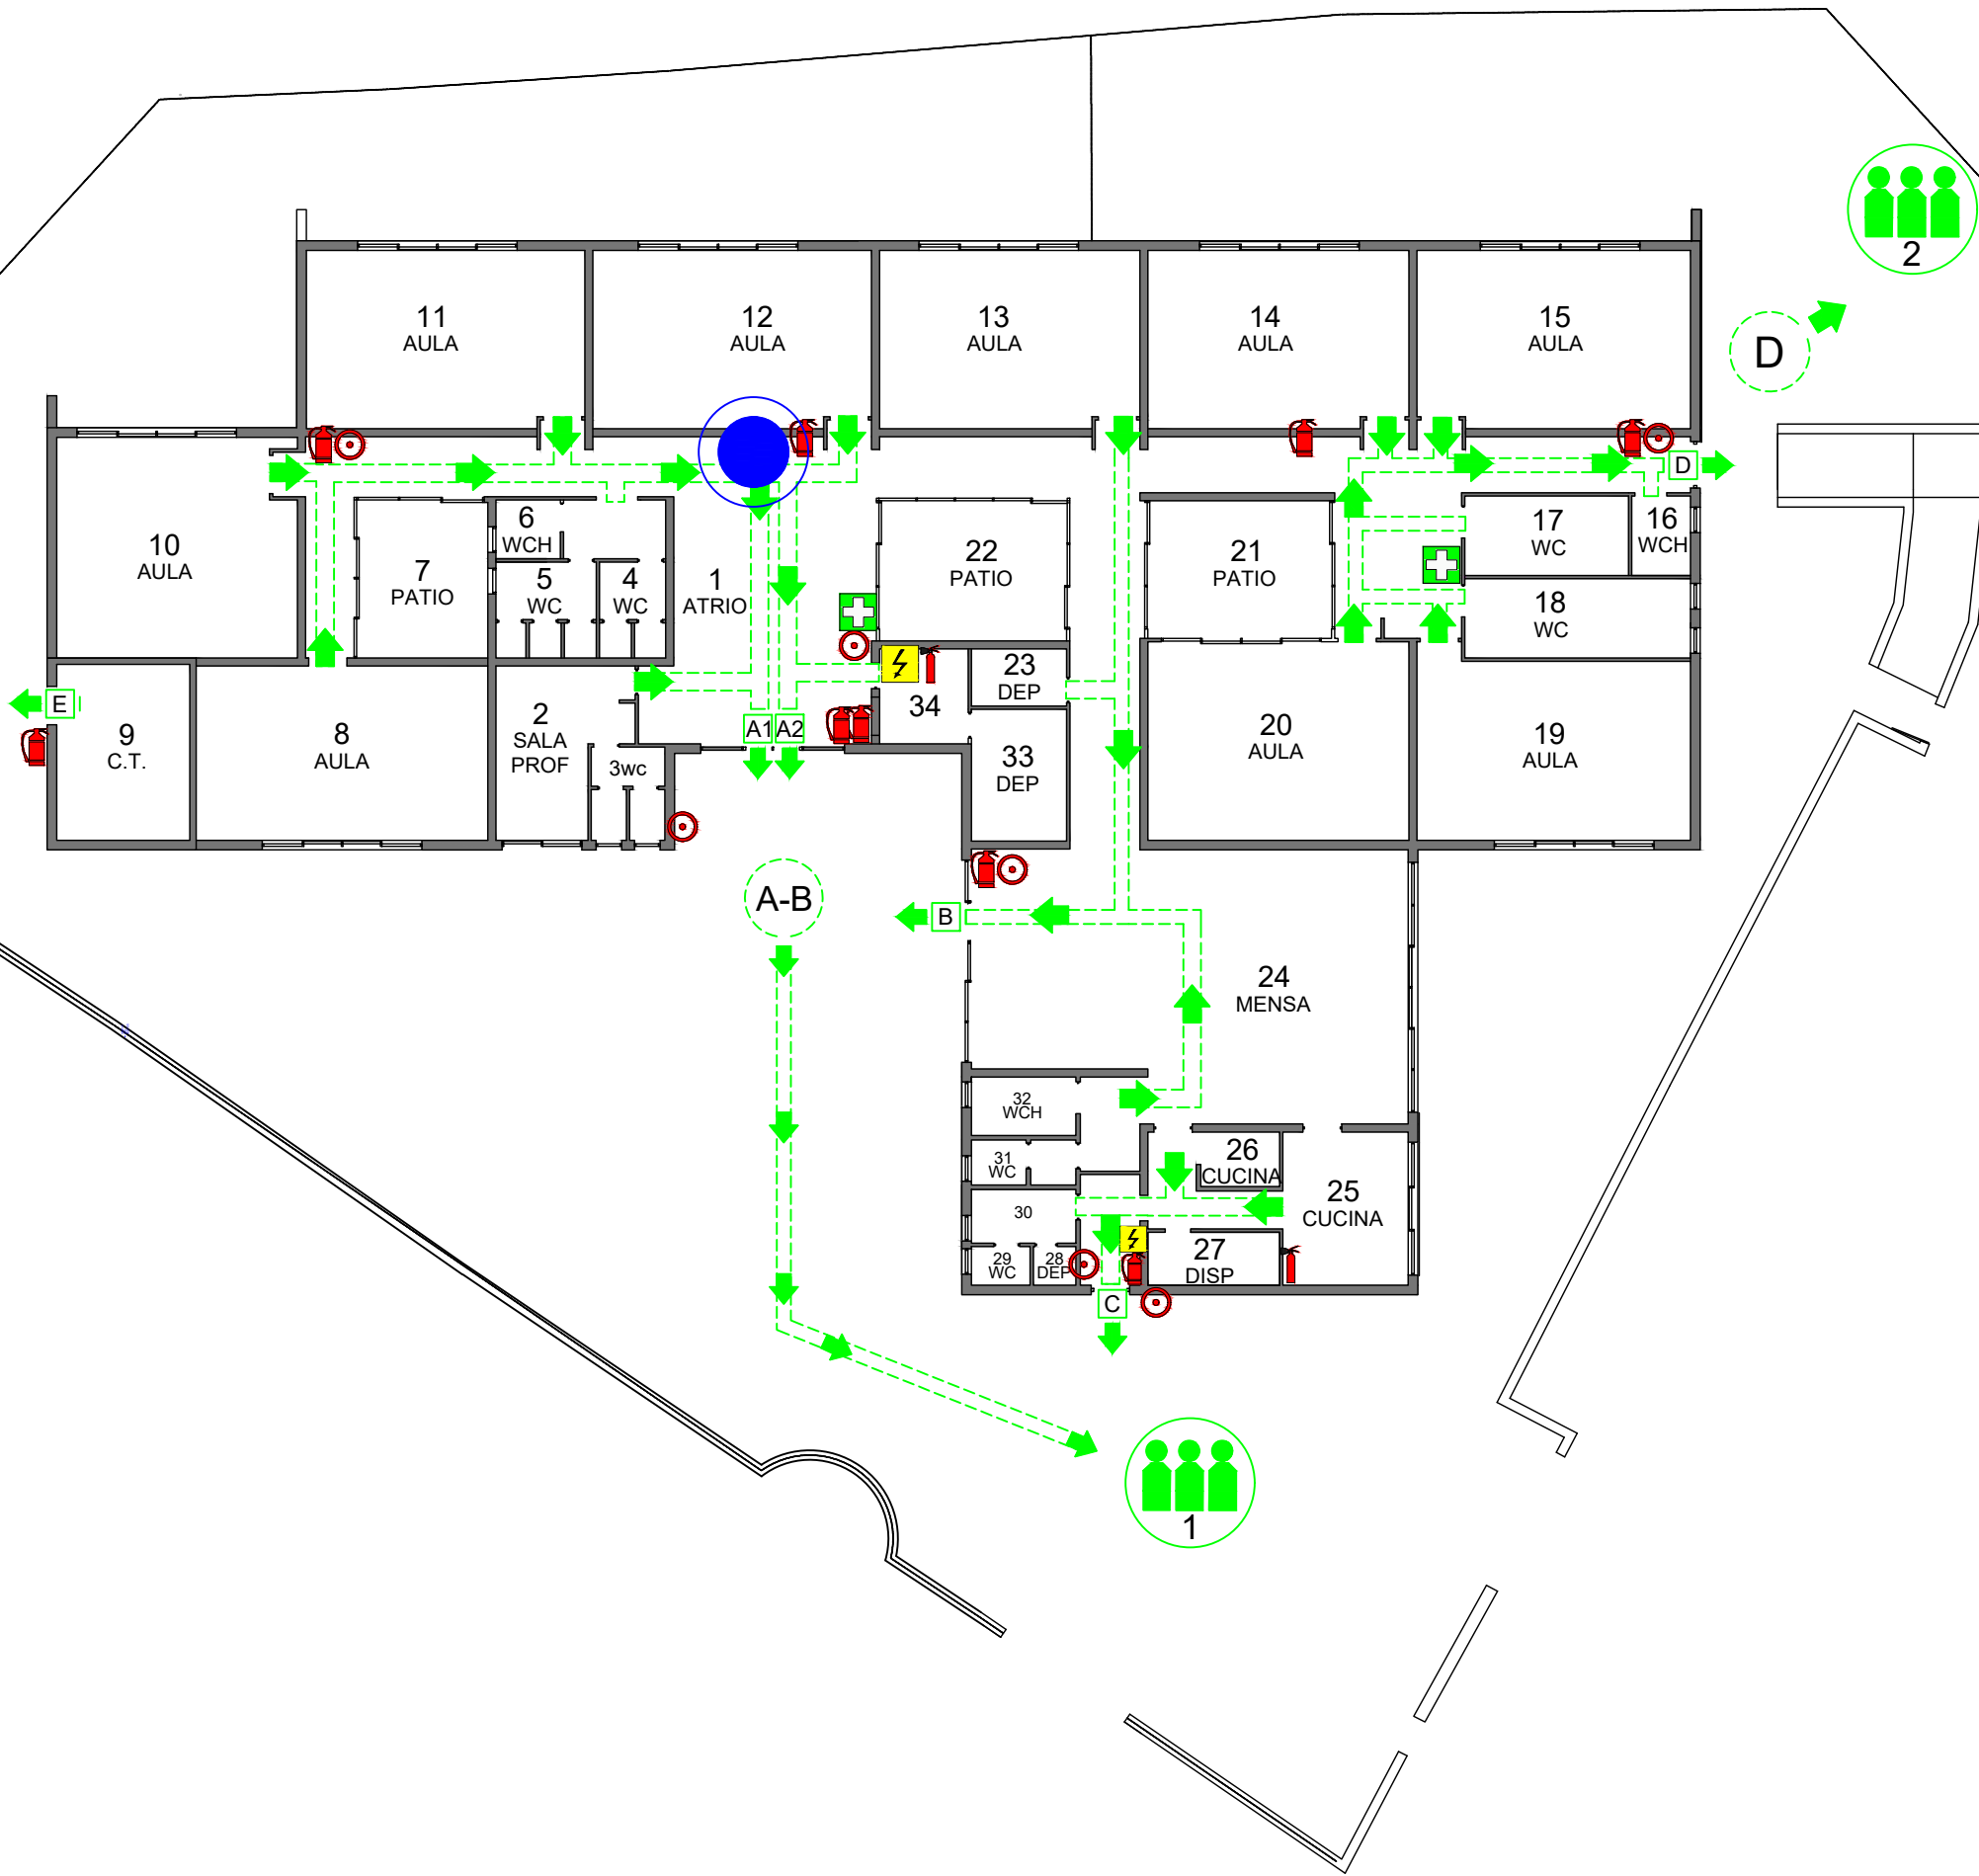 2
11
AULA
12
AULA
13
AULA
14
AULA
15
AULA
D
D
10
AULA
7
PATIO
6
WCH
5
WC
4
WC
1
ATRIO
22
PATIO
21
PATIO
17
WC
16
WCH
18
WC
E
9
C.T.
8
AULA
2
SALA
PROF
3wc
A1
A2
34
23
DEP
33
DEP
20
AULA
19
AULA
A-B
B
24
MENSA
32
WCH
31
WC
30
29
WC
28
DEP
26
CUCINA
25
CUCINA
27
DISP
C
1